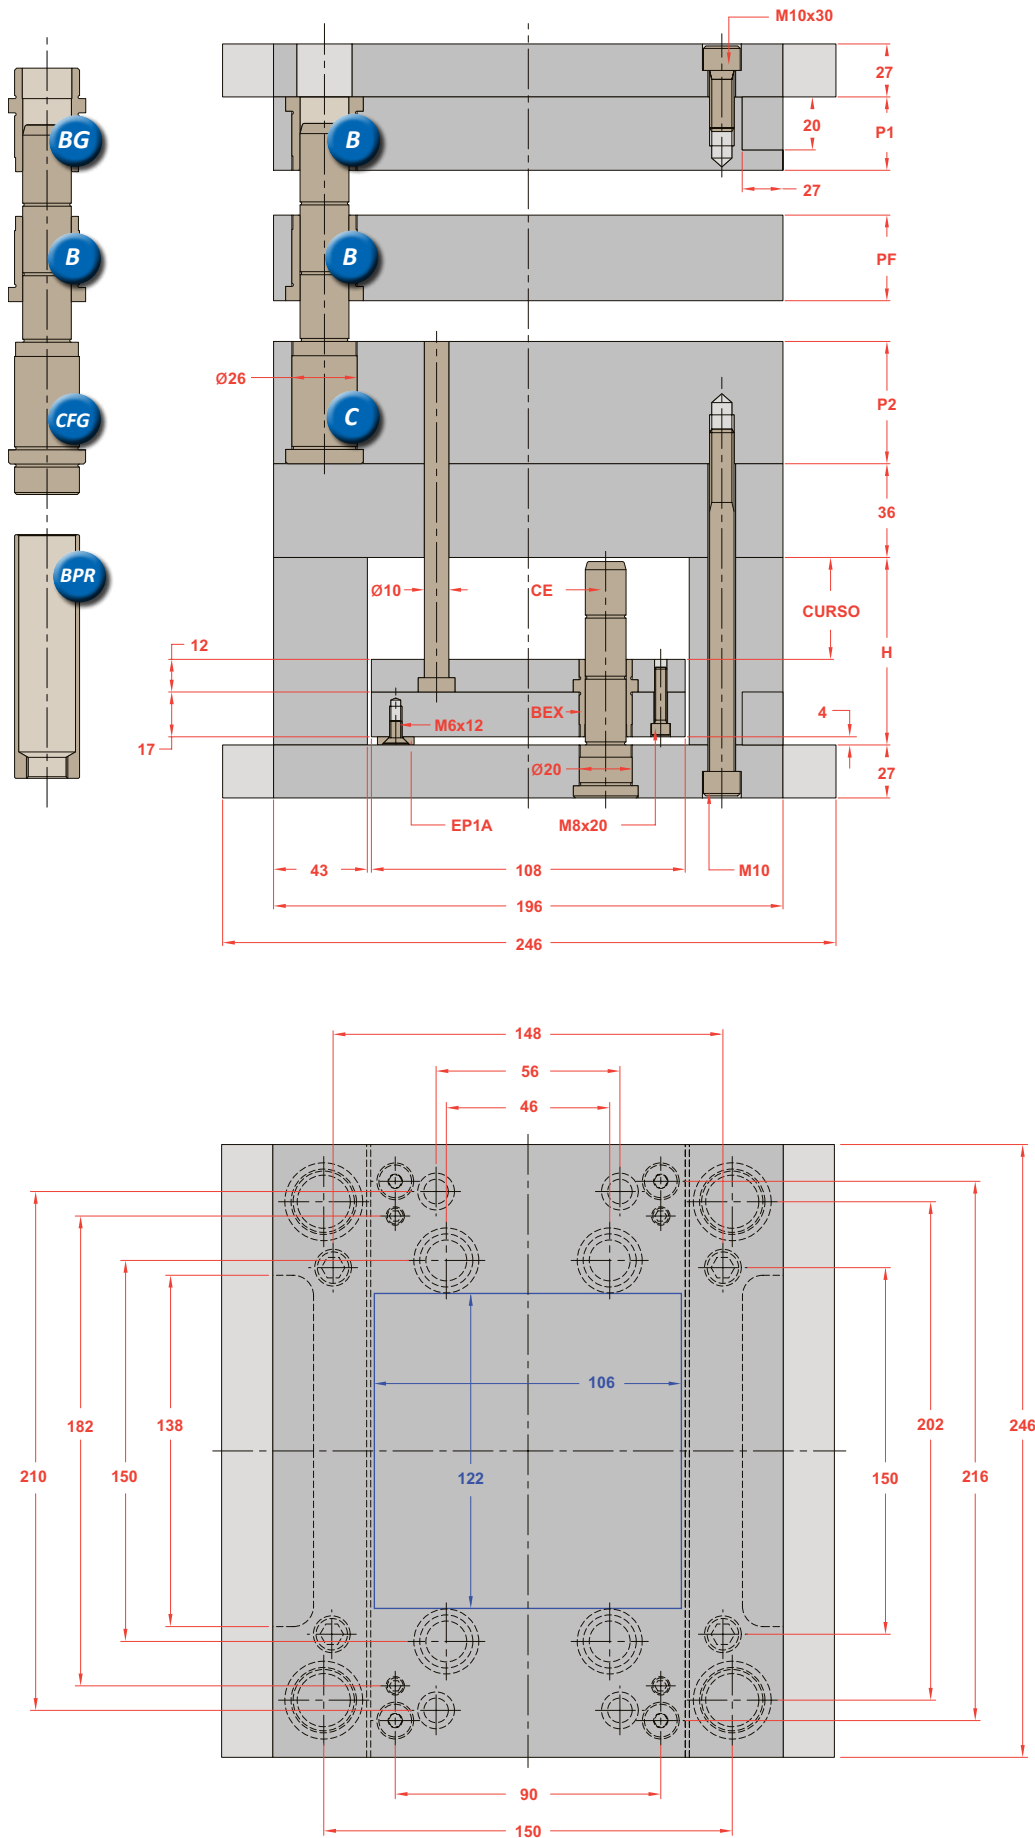 M10x30
27
20
P1
27
BG
B
B
B
PF
Ø26
CFG
C
P2
36
BPR
Ø10
CE
CURSO
12
H
BEX
4
M6x12
17
Ø20
27
EP1A
M8x20
43
108
M10
196
246
148
56
46
106
182
138
202
246
210
150
122
150
216
90
150